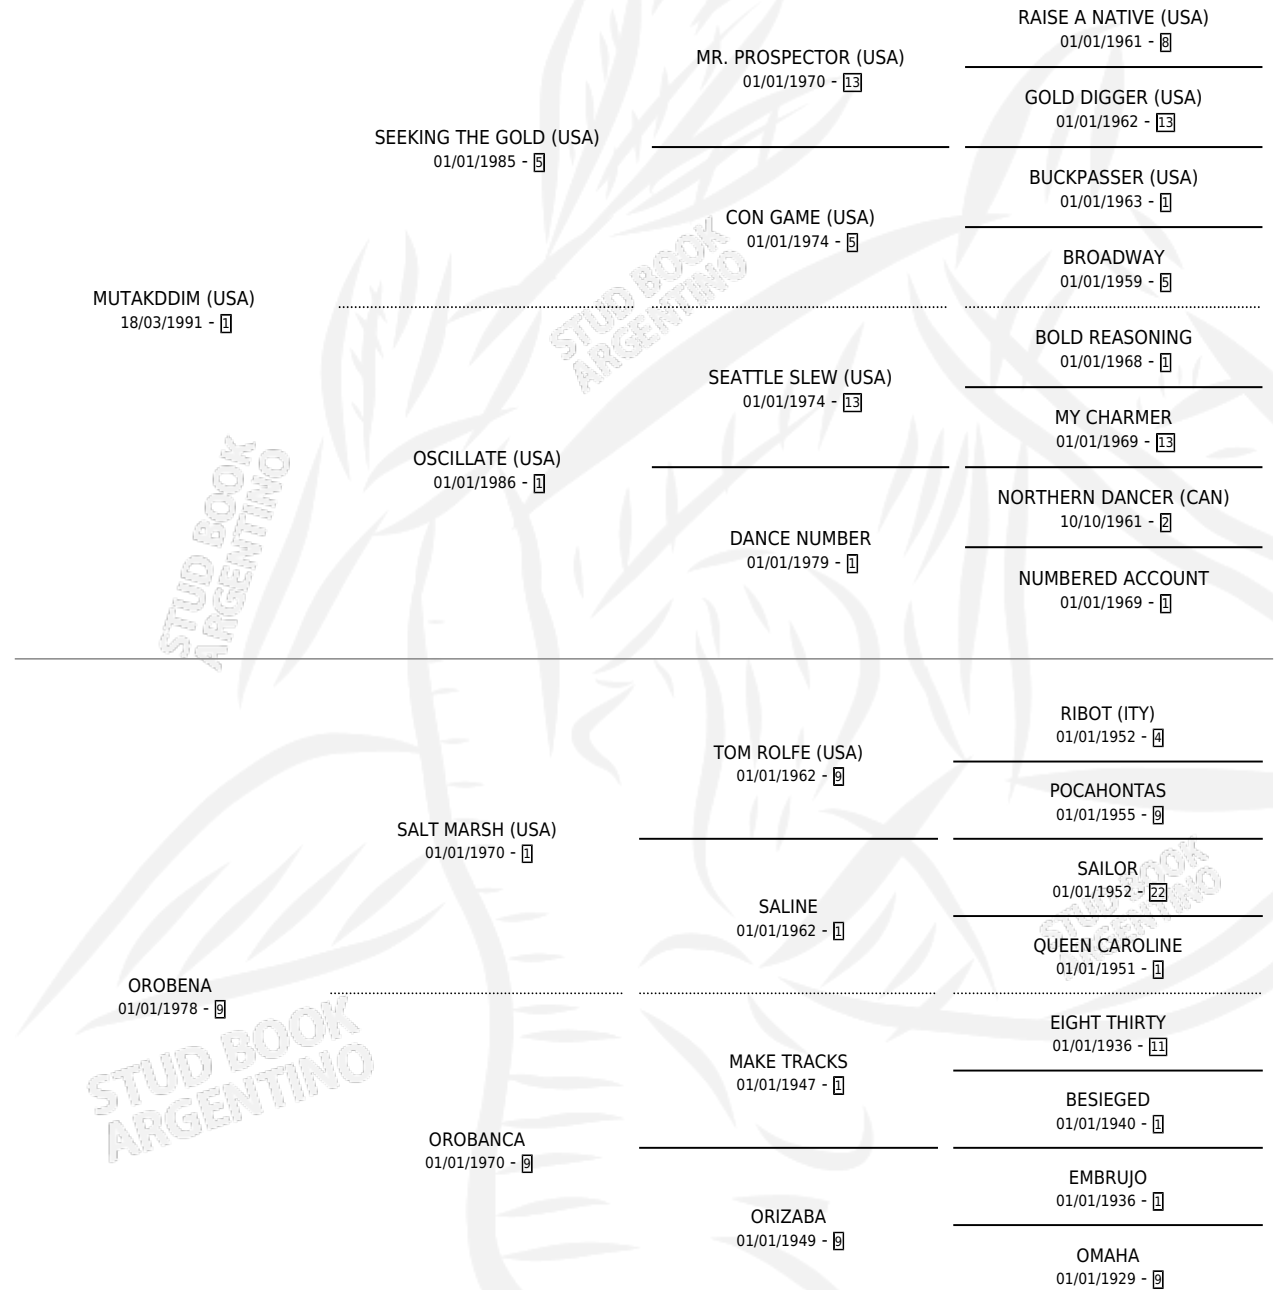 RAISE A NATIVE (USA)
01/01/1961 - 8
MR. PROSPECTOR (USA)
01/01/1970 - 13
GOLD DIGGER (USA)
01/01/1962 - 13
SEEKING THE GOLD (USA)
01/01/1985 - 5
BUCKPASSER (USA)
01/01/1963 - 1
CON GAME (USA)
01/01/1974 - 5
BROADWAY
01/01/1959 - 5
MUTAKDDIM (USA)
18/03/1991 - 1
BOLD REASONING
01/01/1968 - 1
SEATTLE SLEW (USA)
01/01/1974 - 13
MY CHARMER
01/01/1969 - 13
OSCILLATE (USA)
01/01/1986 - 1
NORTHERN DANCER (CAN)
10/10/1961 - 2
DANCE NUMBER
01/01/1979 - 1
NUMBERED ACCOUNT
01/01/1969 - 1
RIBOT (ITY)
01/01/1952 - 4
TOM ROLFE (USA)
01/01/1962 - 9
POCAHONTAS
01/01/1955 - 9
SALT MARSH (USA)
01/01/1970 - 1
SAILOR
01/01/1952 - 22
SALINE
01/01/1962 - 1
QUEEN CAROLINE
01/01/1951 - 1
OROBENA
01/01/1978 - 9
EIGHT THIRTY
01/01/1936 - 11
MAKE TRACKS
01/01/1947 - 1
BESIEGED
01/01/1940 - 1
OROBANCA
01/01/1970 - 9
EMBRUJO
01/01/1936 - 1
ORIZABA
01/01/1949 - 9
OMAHA
01/01/1929 - 9
STUD BOOK
ARGENTINO
STUD BOOK
ARGENTINO
STUD BOOK
ARGENTINO
STUD BOOK
ARGENTINO